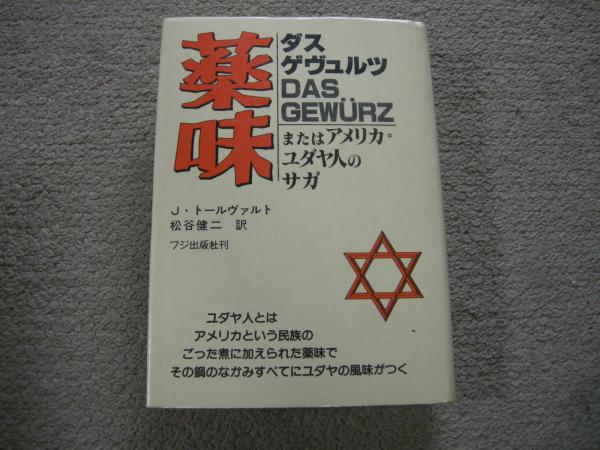 薬味
ダス
ゲヴュルツ
DAS
GEWÜRZ
またはアメリカ・
ユダヤ人の
サガ
J・トールヴァルト
松谷健二 訳
フジ出版社刊
ユダヤ人とは
アメリカという民族の
ごった煮に加えられた薬味で
その鍋のなかみすべてにユダヤの風味がつく